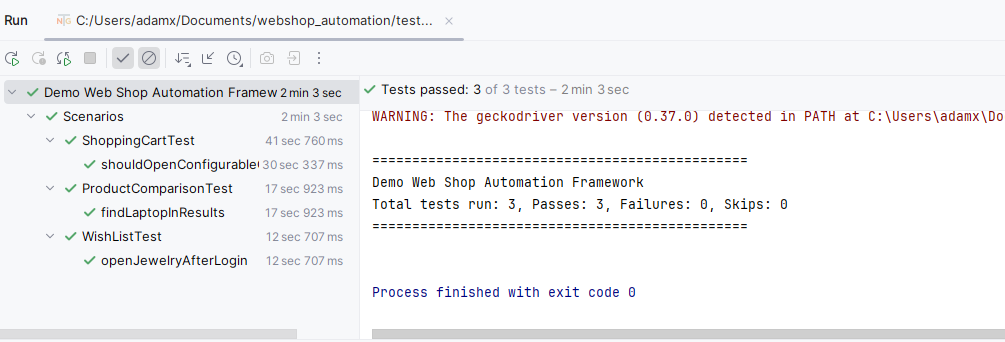 Run
NG
C:/Users/adamx/Documents/webshop_automation/test...
Demo Web Shop Automation Framew 2 min 3 sec
Scenarios 2 min 3 sec
ShoppingCartTest 41 sec 760 ms
shouldOpenConfigurable 30 sec 337 ms
ProductComparisonTest 17 sec 923 ms
findLaptopInResults 17 sec 923 ms
WishListTest 12 sec 707 ms
openJewelryAfterLogin 12 sec 707 ms
Tests passed: 3 of 3 tests – 2 min 3 sec
WARNING: The geckodriver version (0.37.0) detected in PATH at C:\Users\adamx\Do
===============================================
Demo Web Shop Automation Framework
Total tests run: 3, Passes: 3, Failures: 0, Skips: 0
===============================================
Process finished with exit code 0